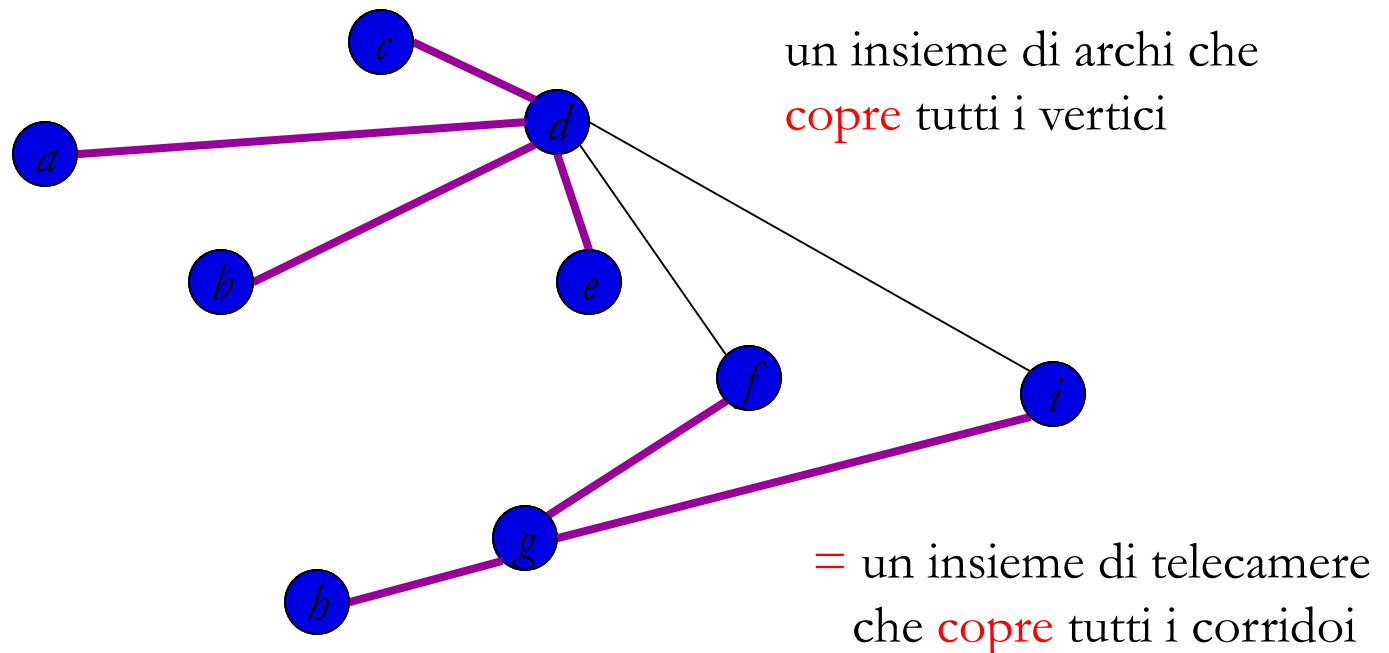 c
un insieme di archi che
copre tutti i vertici
d
a
b
e
f
i
g
= un insieme di telecamere
che copre tutti i corridoi
h